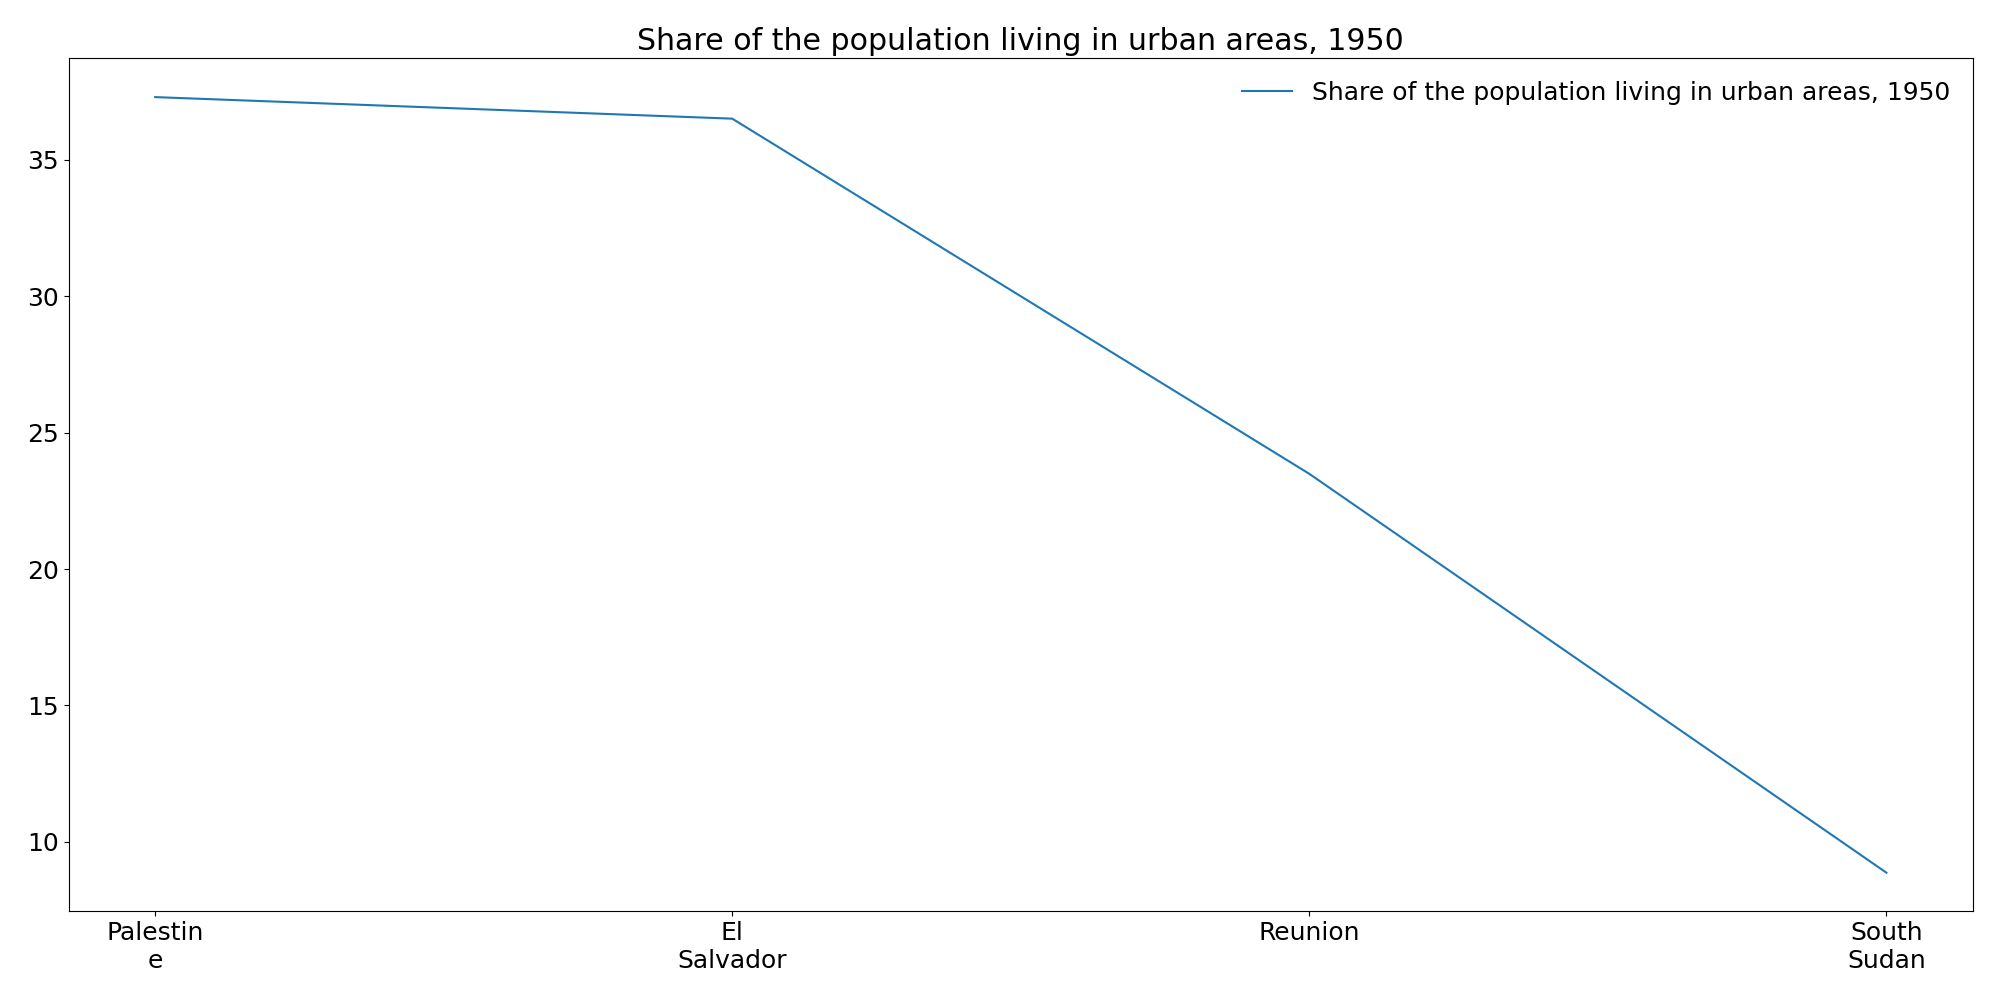 Share of the population living in urban areas, 1950
Share of the population living in urban areas, 1950
35
30
25
20
15
10
Palestin
e
El
Salvador
Reunion
South
Sudan